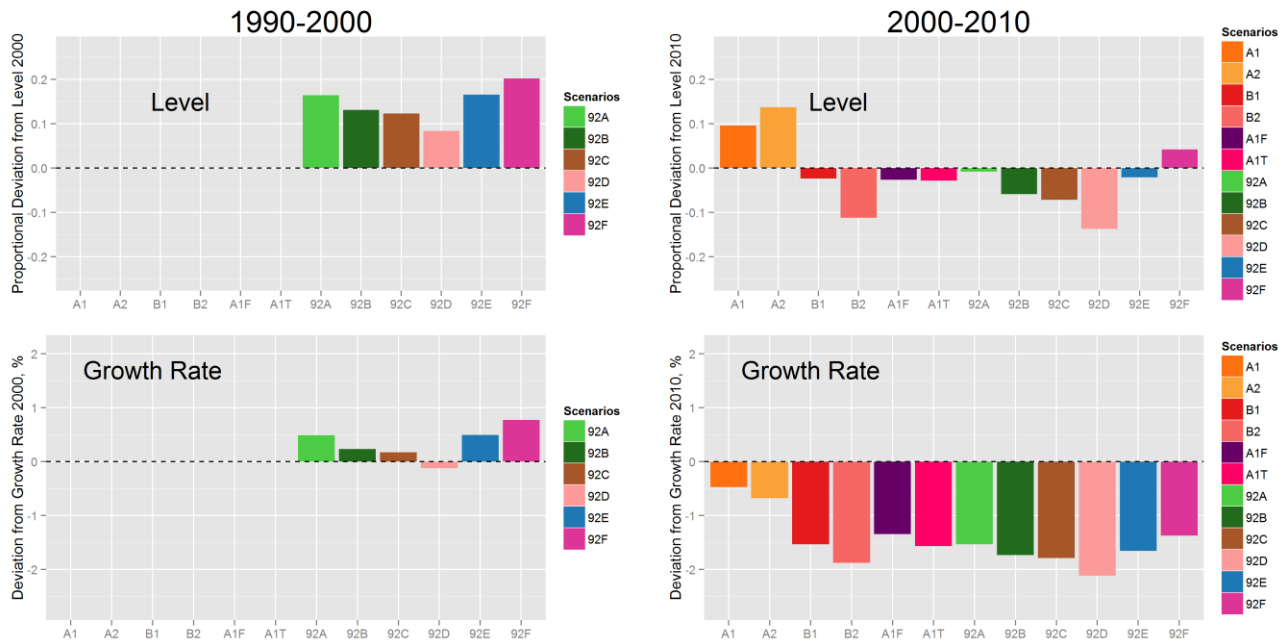 1990-2000
Proportional Deviation from Level 2000
0.2
0.1
0.0
-0.1
-0.2
Level
A1 A2 B1 B2 A1F A1T 92A 92B 92C 92D 92E 92F
Scenarios
92A
92B
92C
92D
92E
92F
2000-2010
Proportional Deviation from Level 2010
0.2
0.1
0.0
-0.1
-0.2
Level
A1 A2 B1 B2 A1F A1T 92A 92B 92C 92D 92E 92F
Scenarios
A1
A2
B1
B2
A1F
A1T
92A
92B
92C
92D
92E
92F
Deviation from Growth Rate 2000, %
2
1
0
-1
-2
Growth Rate
A1 A2 B1 B2 A1F A1T 92A 92B 92C 92D 92E 92F
Scenarios
92A
92B
92C
92D
92E
92F
Deviation from Growth Rate 2010, %
2
1
0
-1
-2
Growth Rate
A1 A2 B1 B2 A1F A1T 92A 92B 92C 92D 92E 92F
Scenarios
A1
A2
B1
B2
A1F
A1T
92A
92B
92C
92D
92E
92F